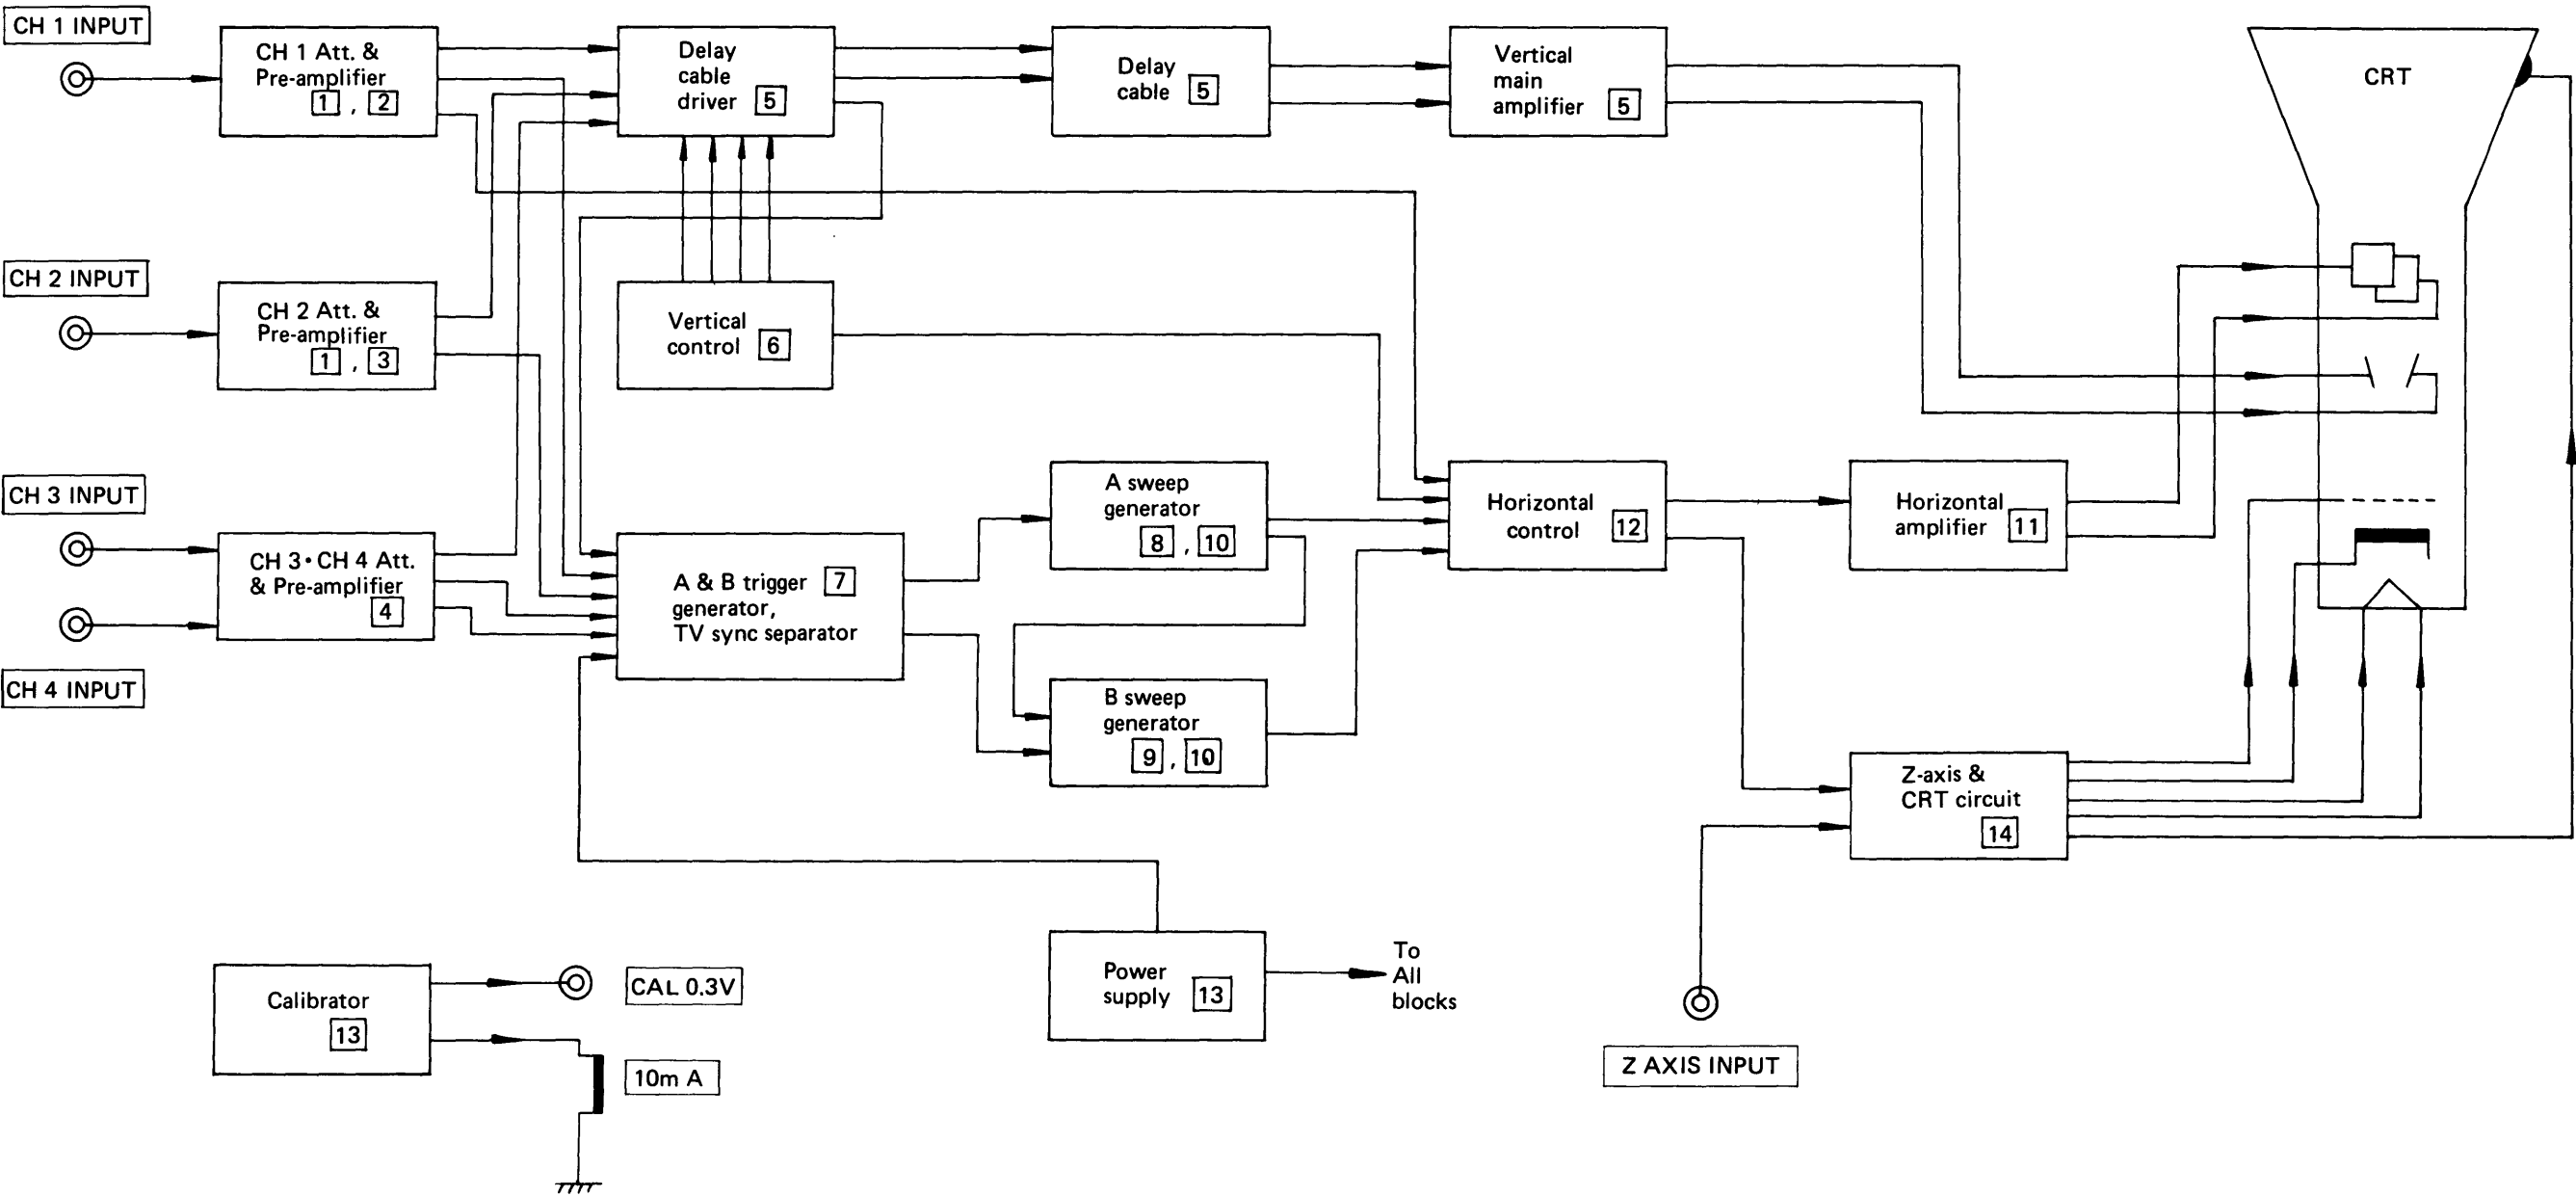 CH 1 INPUT
CH 1 Att. &
Pre-amplifier
1 , 2
Delay
cable
driver 5
Delay
cable 5
Vertical
main
amplifier 5
CRT
CH 2 INPUT
CH 2 Att. &
Pre-amplifier
1 , 3
Vertical
control 6
CH 3 INPUT
CH 3 • CH 4 Att.
& Pre-amplifier
4
CH 4 INPUT
A & B trigger 7
generator,
TV sync separator
A sweep
generator
8 , 10
B sweep
generator
9 , 10
Horizontal
control 12
Horizontal
amplifier 11
Z-axis &
CRT circuit
14
Calibrator
13
CAL 0.3V
10m A
Power
supply 13
To
All
blocks
Z AXIS INPUT